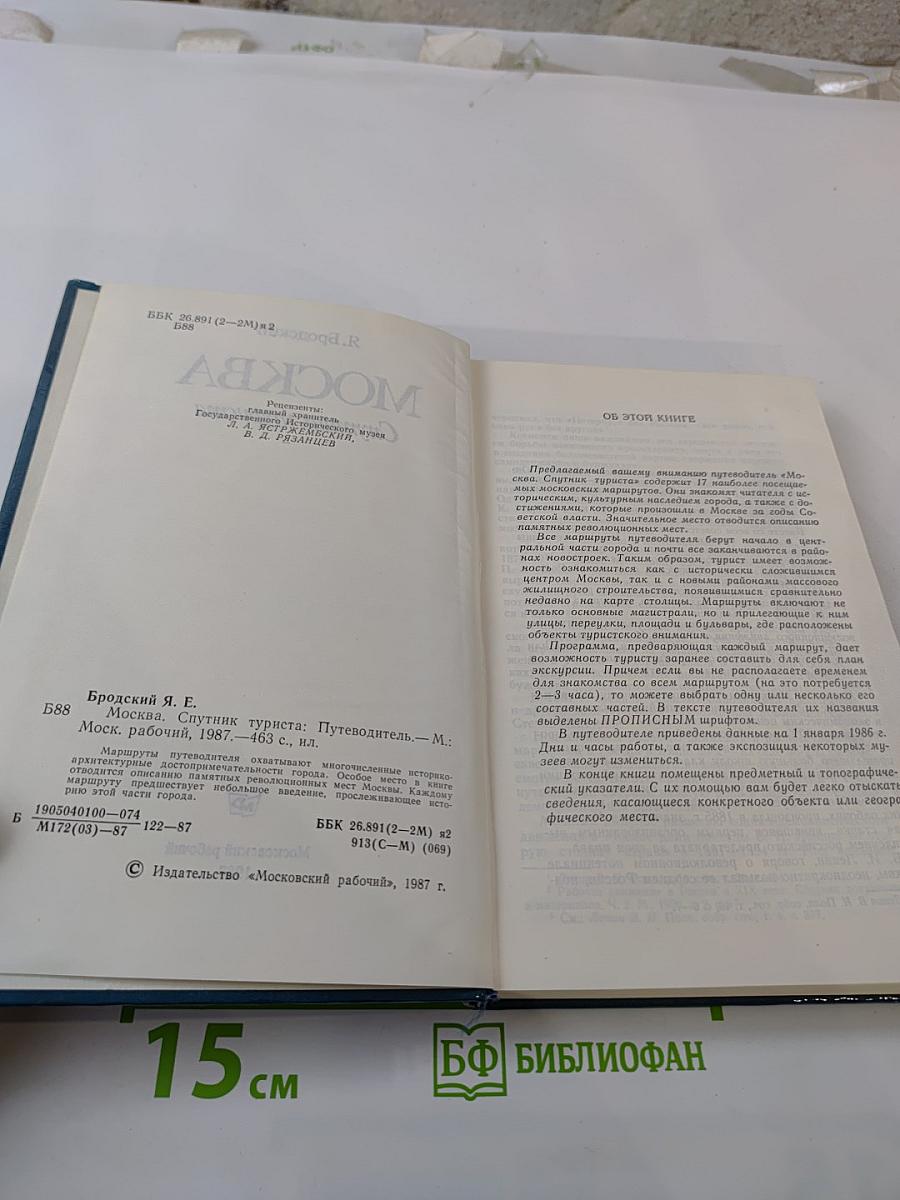 ББК 26.891(2—2М)я2
Б88
Рецензенты:
главный хранитель
Государственного Исторического музея
Л. А. ЯСТРЖЕМБСКИЙ,
В. Д. РЯЗАНЦЕВ
Бродский Я. Е.
Б88 Москва. Спутник туриста: Путеводитель.— М.:
Моск. рабочий, 1987.—463 с., ил.
Маршруты путеводителя охватывают многочисленные историко-
архитектурные достопримечательности города. Особое место в книге
отводится описанию памятных революционных мест Москвы. Каждому
маршруту предшествует небольшое введение, прослеживающее исто-
рию этой части города.
Б 1905040100—074
М172(03)—87 122—87
ББК 26.891(2—2М) я2
913(С—М) (069)
© Издательство «Московский рабочий», 1987 г.
ОБ ЭТОЙ КНИГЕ
Предлагаемый вашему вниманию путеводитель «Мо-
сква. Спутник туриста» содержит 17 наиболее посещае-
мых московских маршрутов. Они знакомят читателя с ис-
торическим, культурным наследием города, а также с до-
стижениями, которые произошли в Москве за годы Со-
ветской власти. Значительное место отводится описанию
памятных революционных мест.
Все маршруты путеводителя берут начало в цент-
ральной части города и почти все заканчиваются в райо-
нах новостроек. Таким образом, турист имеет возмож-
ность ознакомиться как с исторически сложившимся
центром Москвы, так и с новыми районами массового
жилищного строительства, появившимися сравнительно
недавно на карте столицы. Маршруты включают не
только основные магистрали, но и прилегающие к ним
улицы, переулки, площади и бульвары, где расположены
объекты туристского внимания.
Программа, предваряющая каждый маршрут, дает
возможность туристу заранее составить для себя план
экскурсии. Причем если вы не располагаете временем
для знакомства со всем маршрутом (на это потребуется
2—3 часа), то можете выбрать одну или несколько его
составных частей. В тексте путеводителя их названия
выделены ПРОПИСНЫМ шрифтом.
В путеводителе приведены данные на 1 января 1986 г.
Дни и часы работы, а также экспозиция некоторых му-
зеев могут измениться.
В конце книги помещены предметный и топографиче-
ский указатели. С их помощью вам будет легко отыскать
сведения, касающиеся конкретного объекта или геогра-
фического места.
15 см
БФ БИБЛИОФАН